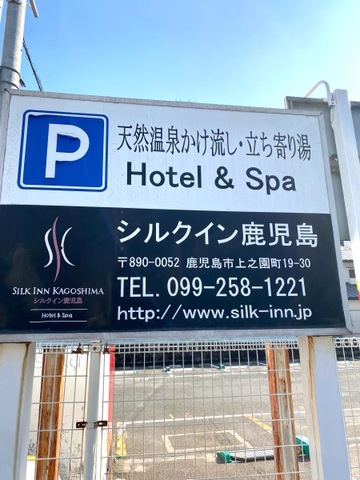 P
天然温泉かけ流し・立ち寄り湯
Hotel & Spa
SILK INN KAGOSHIMA
シルクイン鹿児島
Hotel & Spa
シルクイン鹿児島
〒890-0052 鹿児島市上之園町19-30
TEL. 099-258-1221
http://www.silk-inn.jp